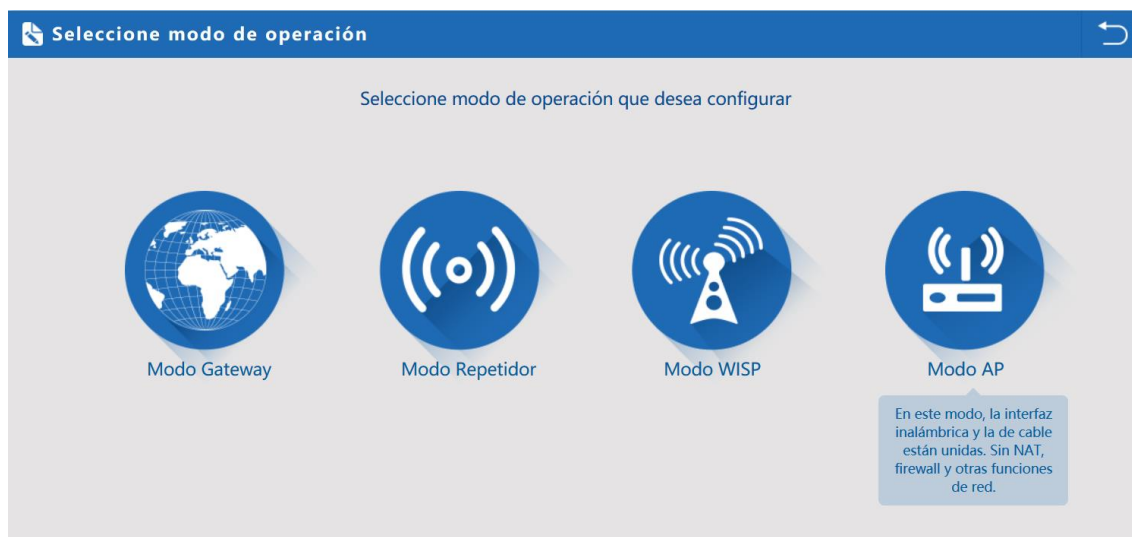 Seleccione modo de operación
Seleccione modo de operación que desea configurar
Modo Gateway
Modo Repetidor
Modo WISP
Modo AP
En este modo, la interfaz
inalámbrica y la de cable
están unidas. Sin NAT,
firewall y otras funciones
de red.